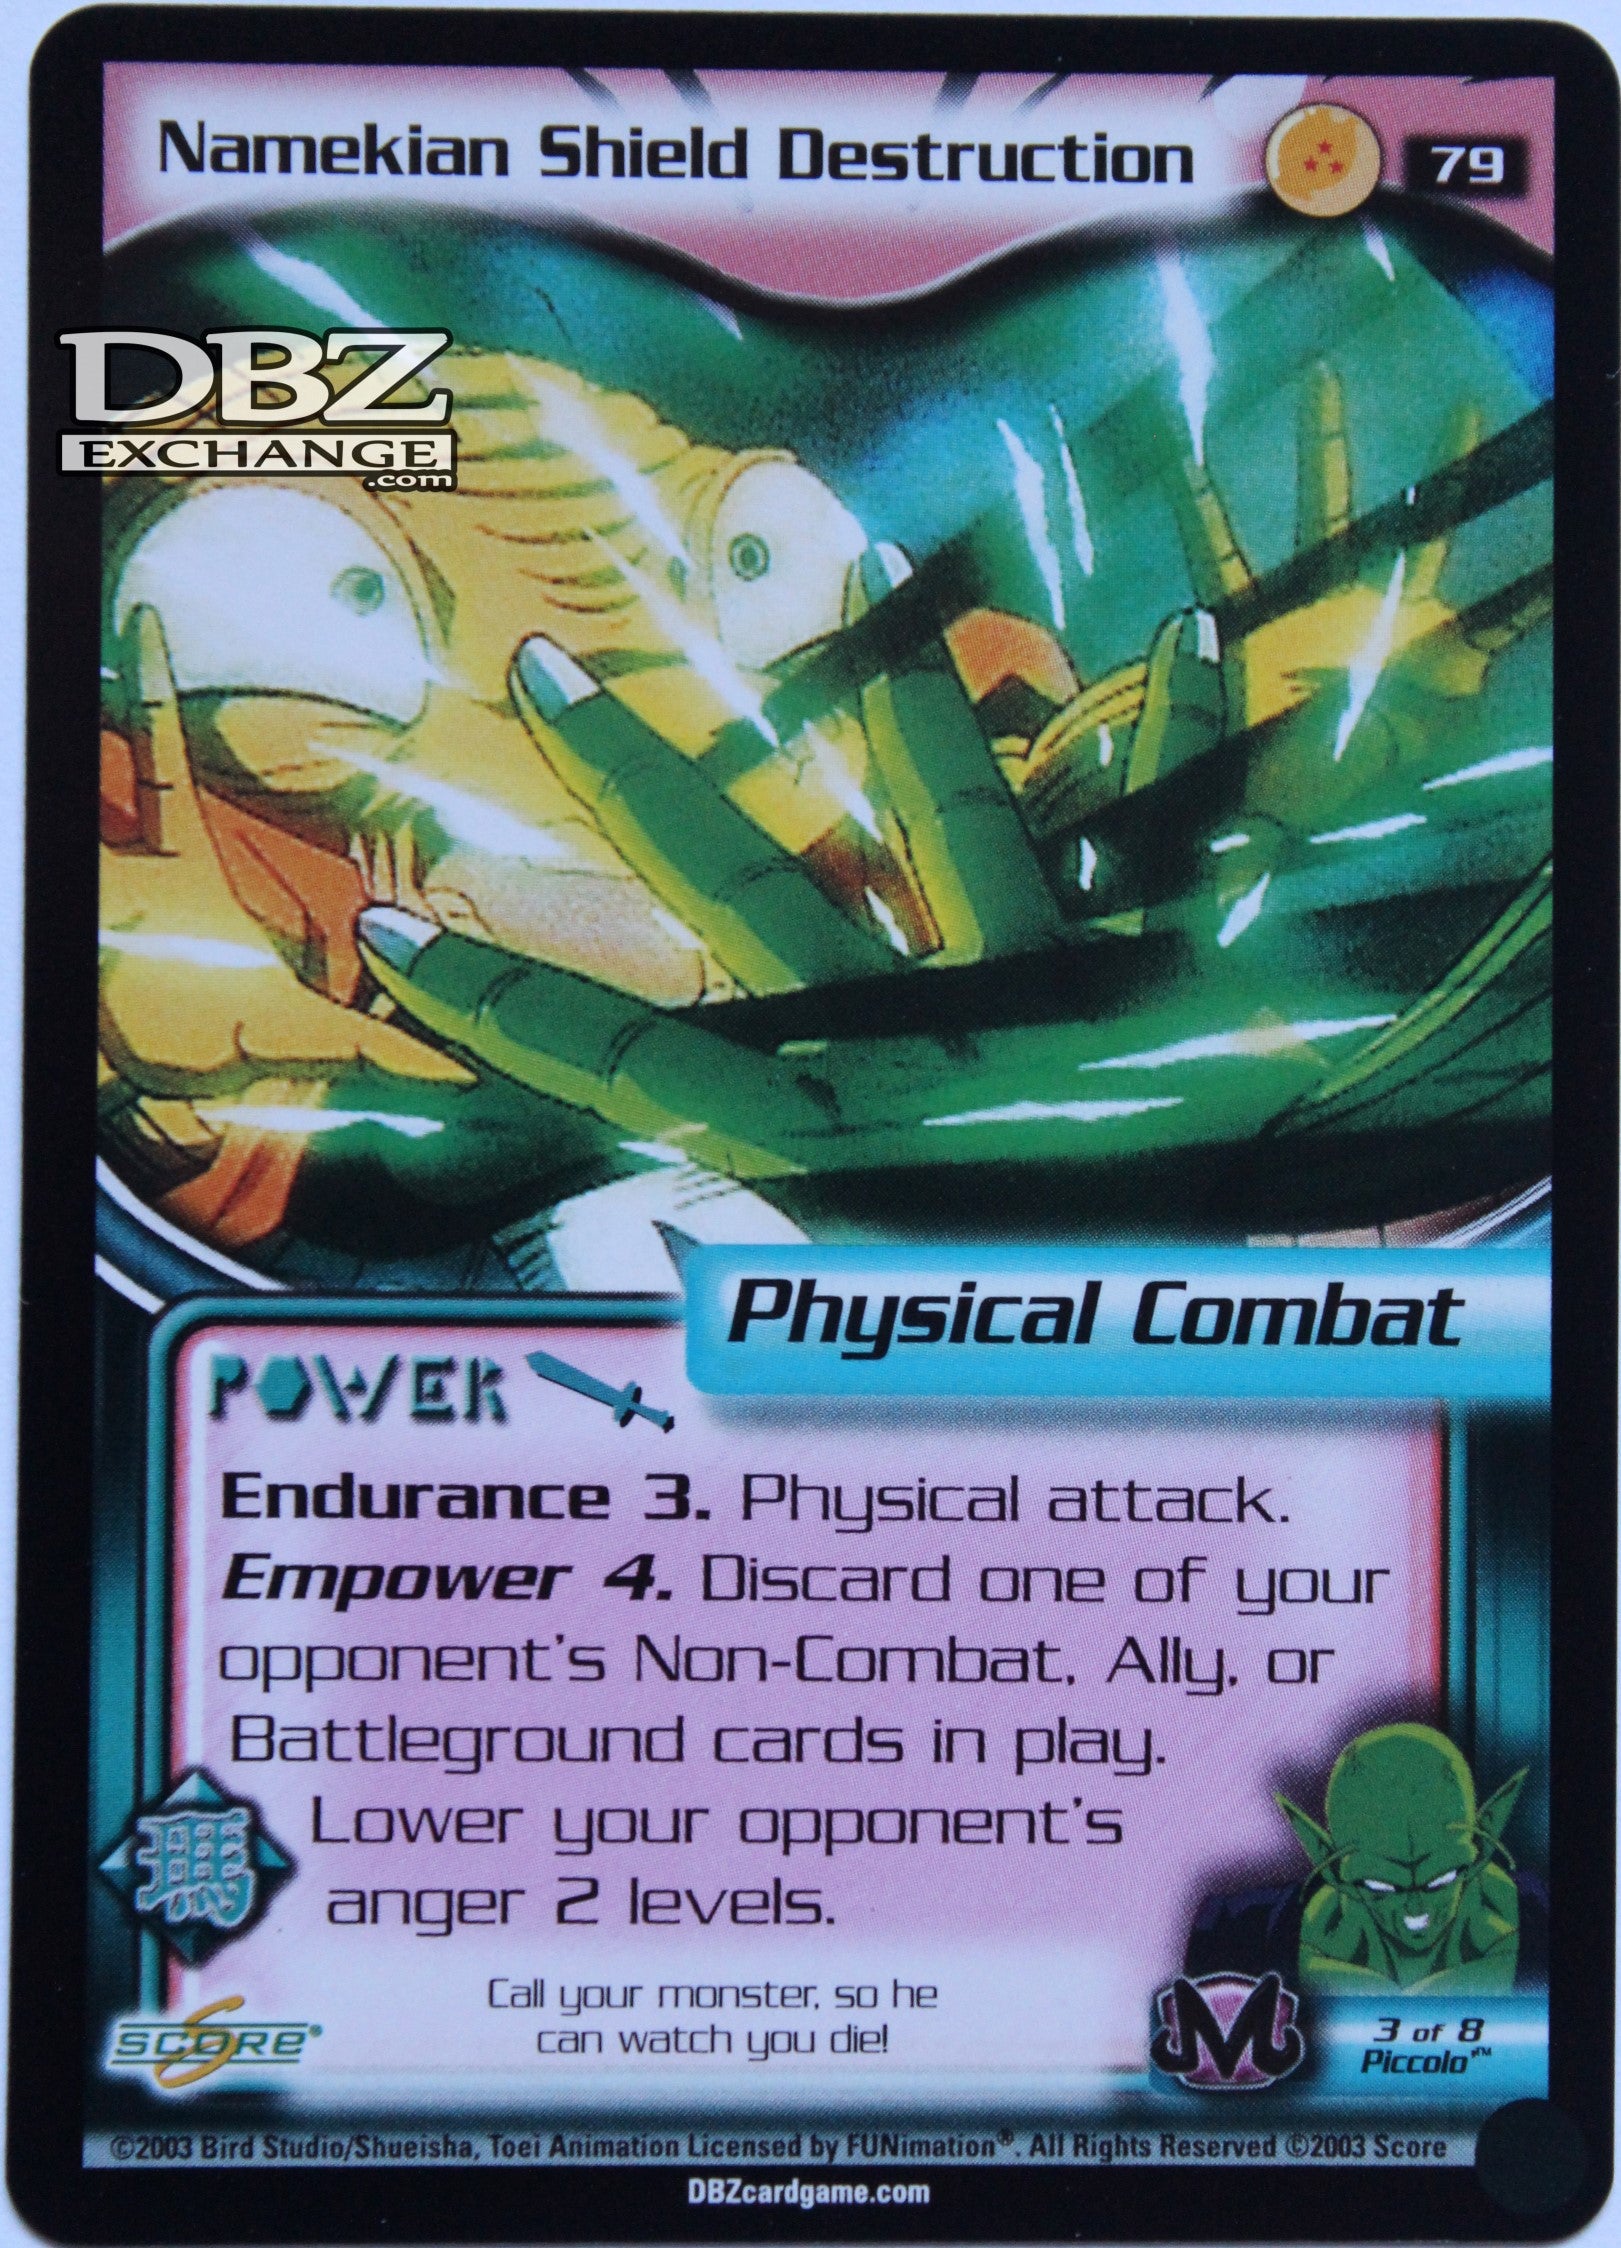 Namekian Shield Destruction
79
DBZ
EXCHANGE
.com
Physical Combat
POWER
Endurance 3. Physical attack.
Empower 4. Discard one of your
opponent's Non-Combat, Ally, or
Battleground cards in play.
Lower your opponent's
anger 2 levels.
Call your monster, so he
can watch you die!
SCORE®
M
3 of 8
Piccolo™
©2003 Bird Studio/Shueisha, Toei Animation Licensed by FUNimation®. All Rights Reserved ©2003 Score
DBZcardgame.com